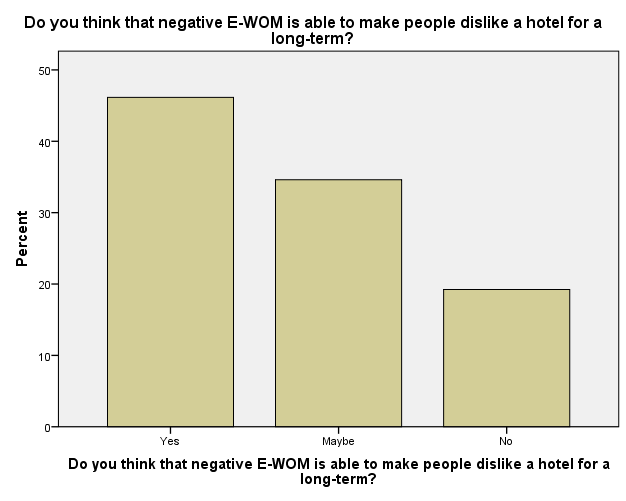 Do you think that negative E-WOM is able to make people dislike a hotel for a
long-term?
50
40
30
20
10
0
Percent
Yes
Maybe
No
Do you think that negative E-WOM is able to make people dislike a hotel for a
long-term?